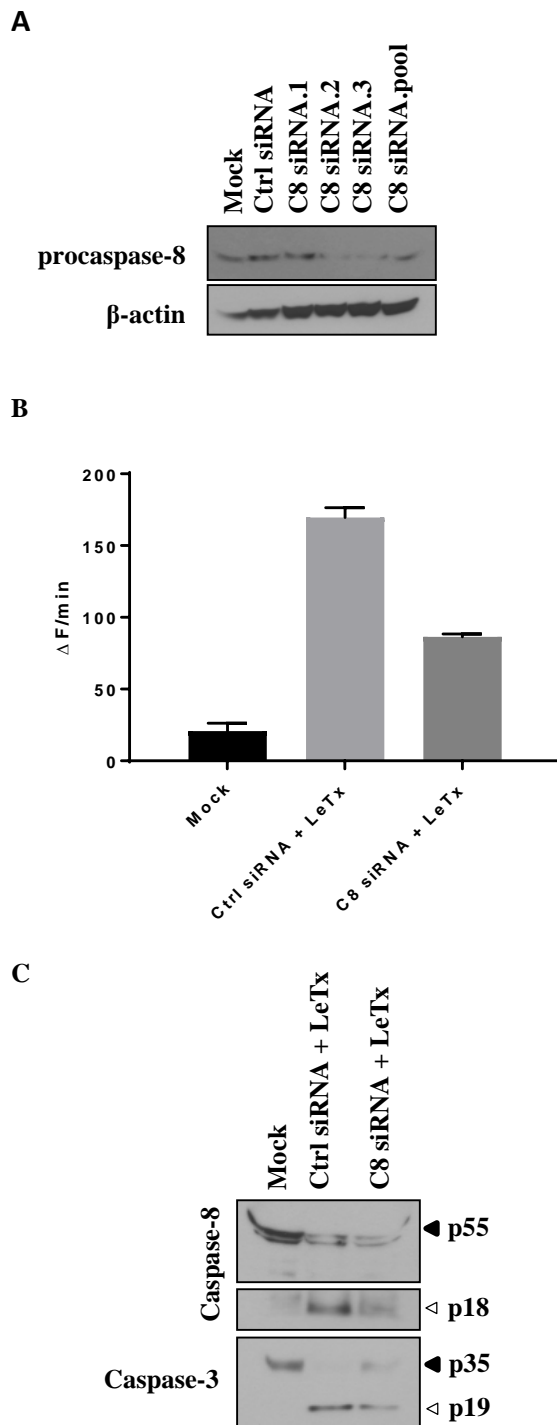 A
Mock
Ctrl siRNA
C8 siRNA.1
C8 siRNA.2
C8 siRNA.3
C8 siRNA.pool
procaspase-8
β-actin
B
200
150
100
50
0
Δ F/min
Mock
Ctrl siRNA + LeTx
C8 siRNA + LeTx
C
Mock
Ctrl siRNA + LeTx
C8 siRNA + LeTx
Caspase-8
p55
p18
Caspase-3
p35
p19